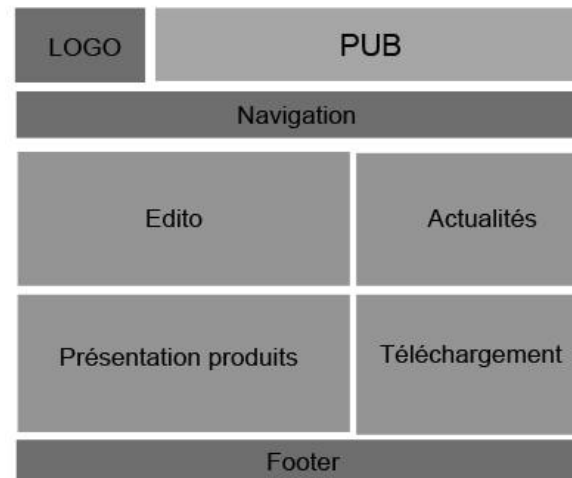 LOGO
PUB
Navigation
Edito
Actualités
Présentation produits
Téléchargement
Footer